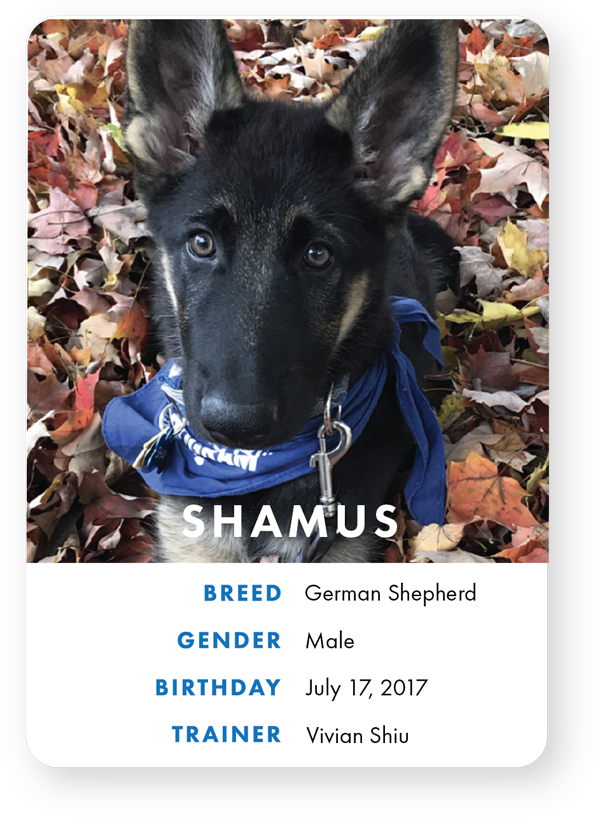 SHAMUS
BREED German Shepherd
GENDER Male
BIRTHDAY July 17, 2017
TRAINER Vivian Shiu